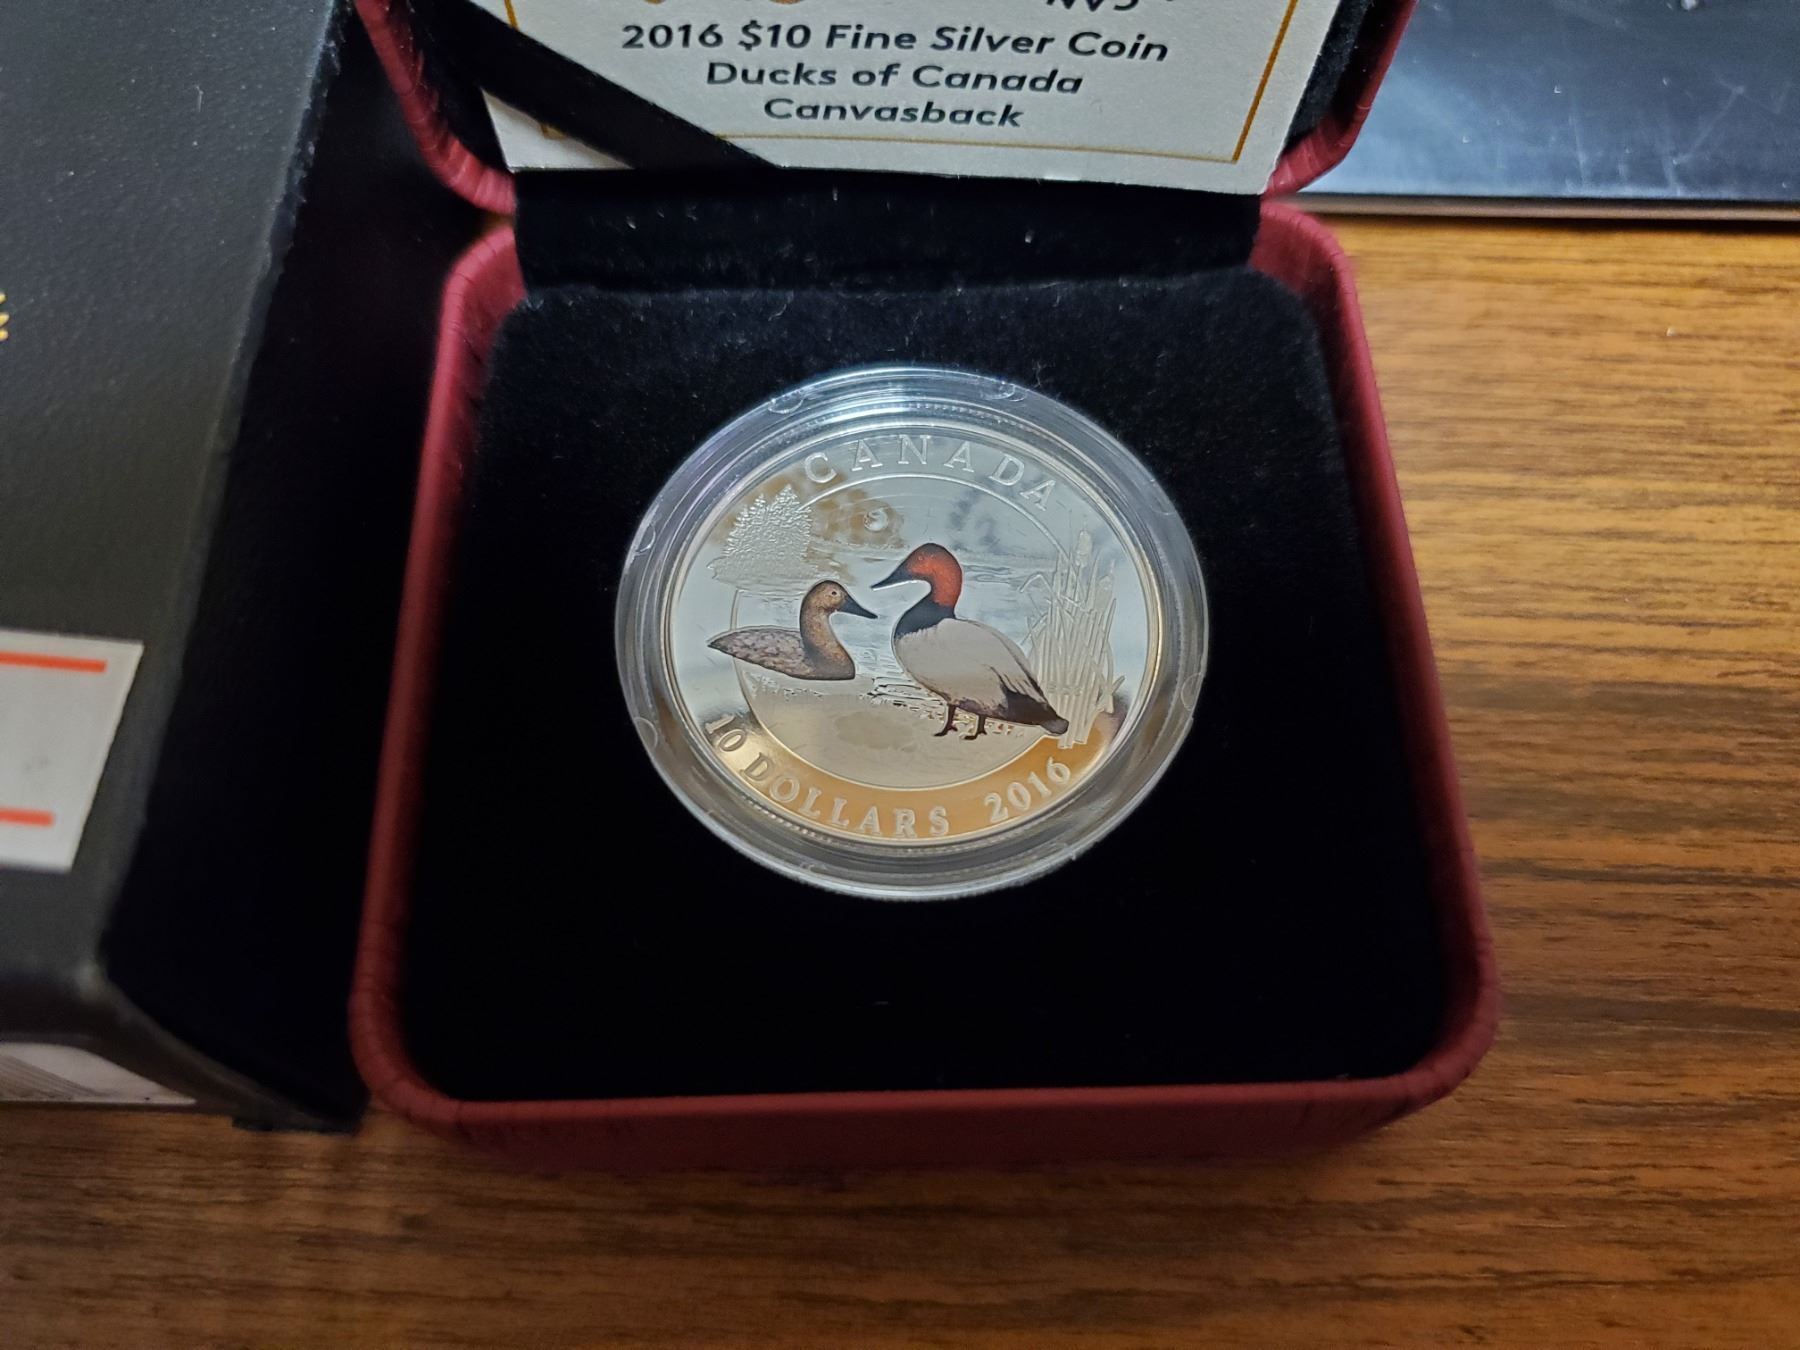 2016 $10 Fine Silver Coin
Ducks of Canada
Canvasback
CANADA
10 DOLLARS 2016